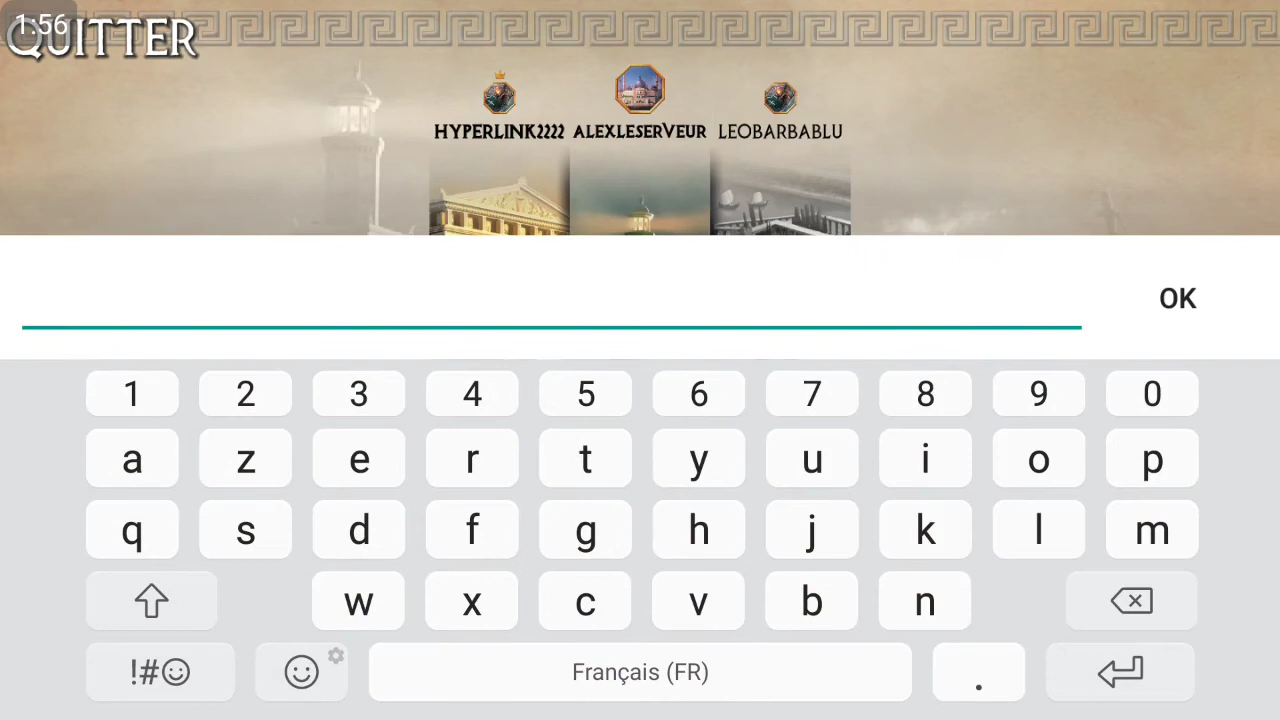 1:56
QUITTER
HYPERLINK2222 ALEXLESERVEUR LEOBARBABLU
OK
1 2 3 4 5 6 7 8 9 0
a z e r t y u i o p
q s d f g h j k l m
w x c v b n
!# Français (FR) .